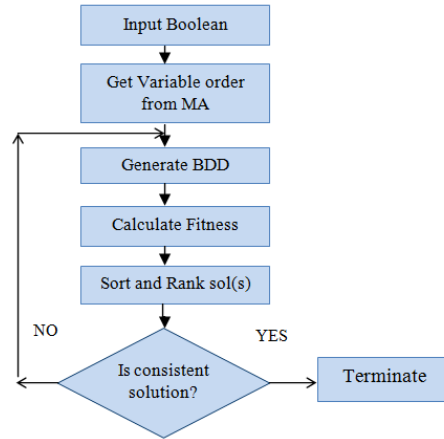 Input Boolean
Get Variable order
from MA
Generate BDD
Calculate Fitness
Sort and Rank sol(s)
NO
YES
Is consistent
solution?
Terminate